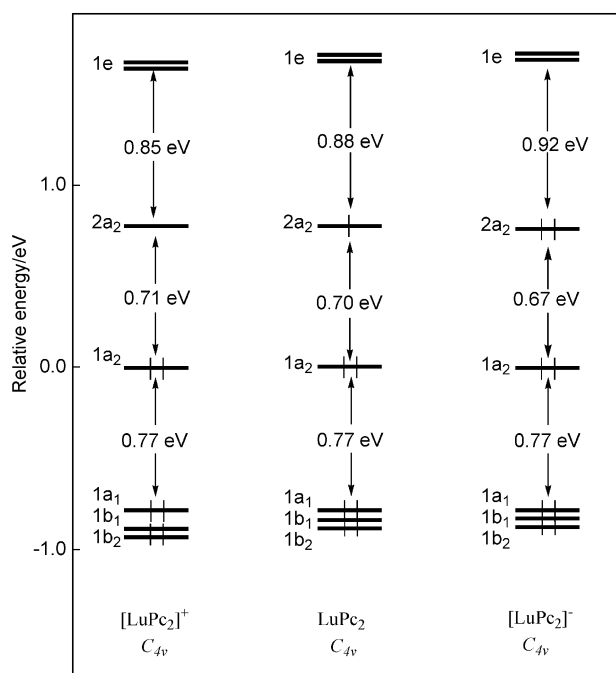 1e 1e 1e
0.85 eV 0.88 eV 0.92 eV
1.0
2a₂ 2a₂ 2a₂
Relative energy/eV
0.71 eV 0.70 eV 0.67 eV
0.0
1a₂ 1a₂ 1a₂
0.77 eV 0.77 eV 0.77 eV
1a₁ 1a₁ 1a₁
1b₁ 1b₁ 1b₁
1b₂ 1b₂ 1b₂
-1.0
[LuPc₂]⁺ LuPc₂ [LuPc₂]⁻
C₄ᵥ C₄ᵥ C₄ᵥ